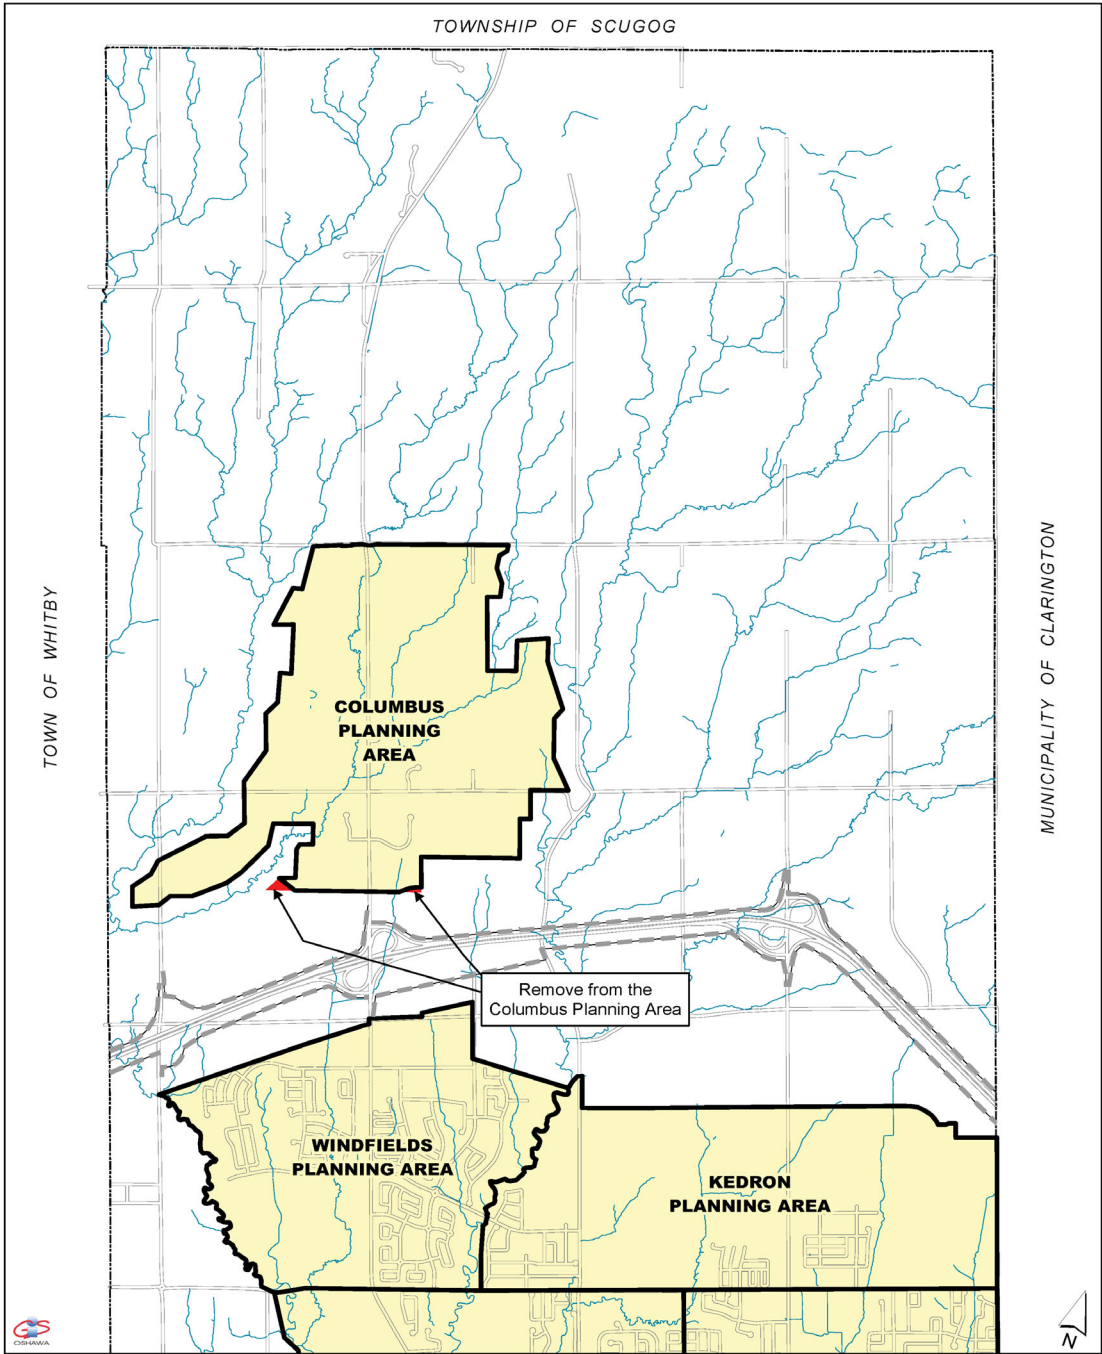 TOWNSHIP OF SCUGOG
TOWN OF WHITBY
MUNICIPALITY OF CLARINGTON
COLUMBUS
PLANNING
AREA
Remove from the
Columbus Planning Area
WINDFIELDS
PLANNING AREA
KEDRON
PLANNING AREA
GIS
OSHAWA
N